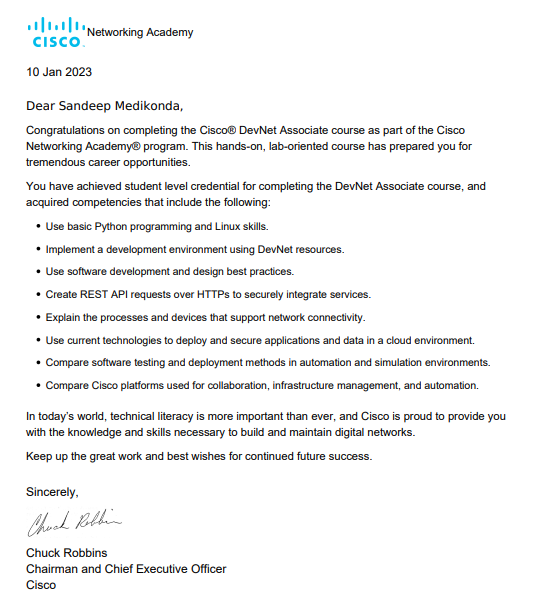 CISCO Networking Academy
10 Jan 2023
Dear Sandeep Medikonda,
Congratulations on completing the Cisco® DevNet Associate course as part of the Cisco
Networking Academy® program. This hands-on, lab-oriented course has prepared you for
tremendous career opportunities.
You have achieved student level credential for completing the DevNet Associate course, and
acquired competencies that include the following:
• Use basic Python programming and Linux skills.
• Implement a development environment using DevNet resources.
• Use software development and design best practices.
• Create REST API requests over HTTPs to securely integrate services.
• Explain the processes and devices that support network connectivity.
• Use current technologies to deploy and secure applications and data in a cloud environment.
• Compare software testing and deployment methods in automation and simulation environments.
• Compare Cisco platforms used for collaboration, infrastructure management, and automation.
In today's world, technical literacy is more important than ever, and Cisco is proud to provide you
with the knowledge and skills necessary to build and maintain digital networks.
Keep up the great work and best wishes for continued future success.
Sincerely,
Chuck Robbins
Chuck Robbins
Chairman and Chief Executive Officer
Cisco